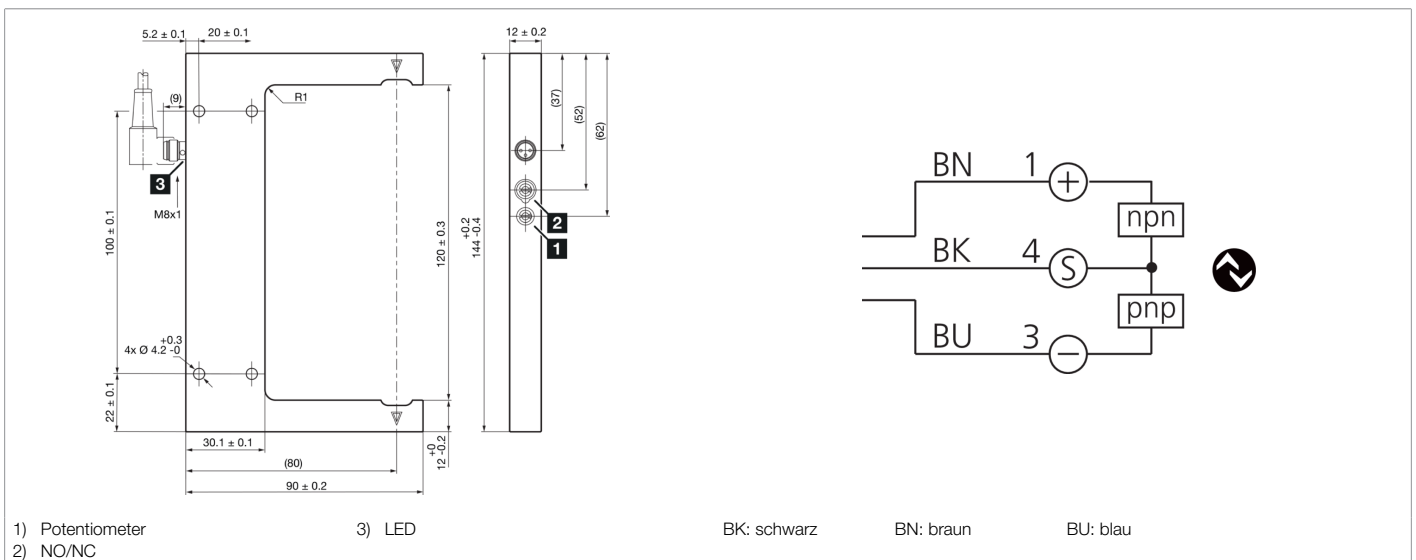 5.2 ± 0.1
20 ± 0.1
12 ± 0.2
(9)
R1
(37)
(52)
(62)
3
M8x1
100 ± 0.1
120 ± 0.3
+0.2
144 -0.4
2
1
+0.3
4x Ø 4.2 -0
22 ± 0.1
30.1 ± 0.1
+0
12 -0.2
(80)
90 ± 0.2
BN 1 +
npn
BK 4 S
pnp
BU 3 −
1) Potentiometer
2) NO/NC
3) LED
BK: schwarz
BN: braun
BU: blau